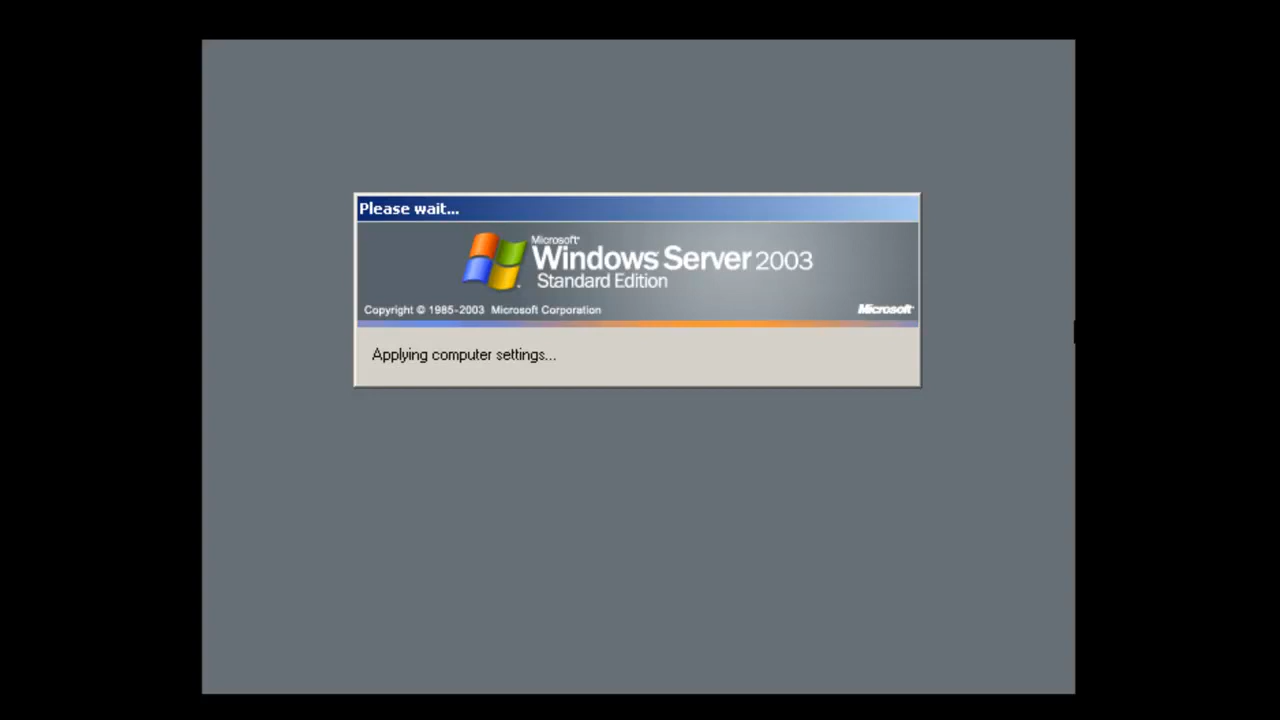 Please wait...
Microsoft®
Windows Server 2003
Standard Edition
Copyright © 1985-2003 Microsoft Corporation
Microsoft®
Applying computer settings...